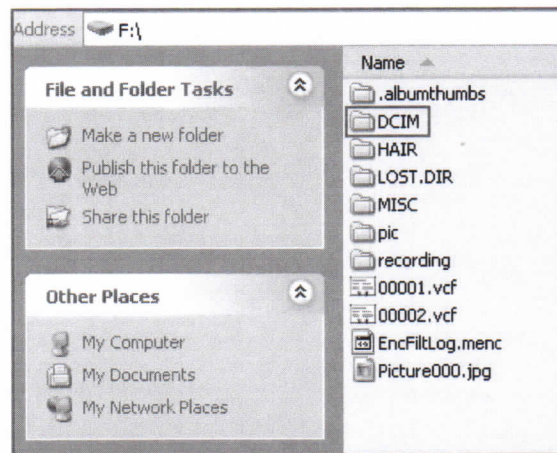 Address F:\
File and Folder Tasks
Make a new folder
Publish this folder to the
Web
Share this folder
Other Places
My Computer
My Documents
My Network Places
Name
.albumthumbs
DCIM
HAIR
LOST.DIR
MISC
pic
recording
00001.vcf
00002.vcf
EncFiltLog.menc
Picture000.jpg